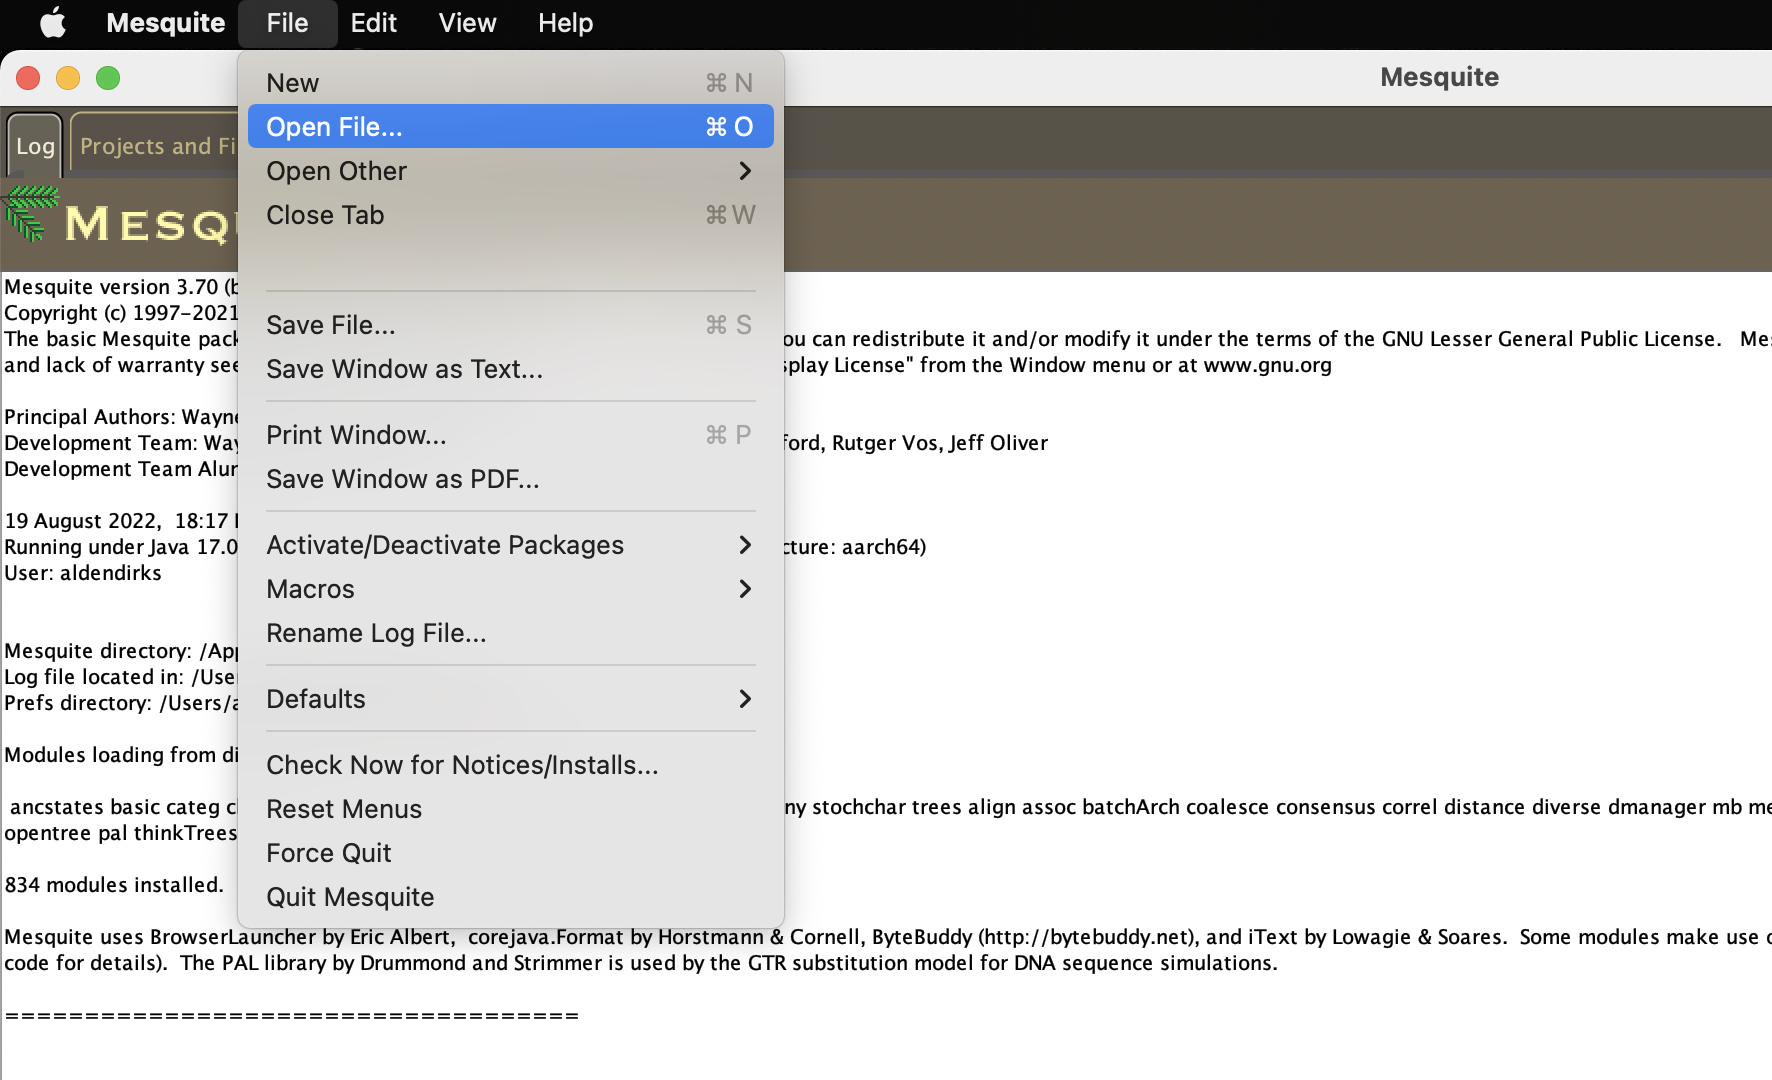 Mesquite File Edit View Help
Mesquite
Log Projects and Fi
New ⌘ N
Open File... ⌘ O
Open Other
Close Tab ⌘ W
Save File... ⌘ S
Save Window as Text...
Print Window... ⌘ P
Save Window as PDF...
Activate/Deactivate Packages
Macros
Rename Log File...
Defaults
Check Now for Notices/Installs...
Reset Menus
Force Quit
Quit Mesquite
MESQ
Mesquite version 3.70 (b
Copyright (c) 1997-2021
The basic Mesquite pack ou can redistribute it and/or modify it under the terms of the GNU Lesser General Public License. Mes
and lack of warranty see splay License" from the Window menu or at www.gnu.org
Principal Authors: Wayne
Development Team: Way ford, Rutger Vos, Jeff Oliver
Development Team Alun
19 August 2022, 18:17
Running under Java 17.0 cture: aarch64)
User: aldendirks
Mesquite directory: /App
Log file located in: /User
Prefs directory: /Users/a
Modules loading from di
ancstates basic categ c ny stochchar trees align assoc batchArch coalesce consensus correl distance diverse dmanager mb me
opentree pal thinkTrees
834 modules installed.
Mesquite uses BrowserLauncher by Eric Albert, corejava.Format by Horstmann & Cornell, ByteBuddy (http://bytebuddy.net), and iText by Lowagie & Soares. Some modules make use o
code for details). The PAL library by Drummond and Strimmer is used by the GTR substitution model for DNA sequence simulations.
====================================